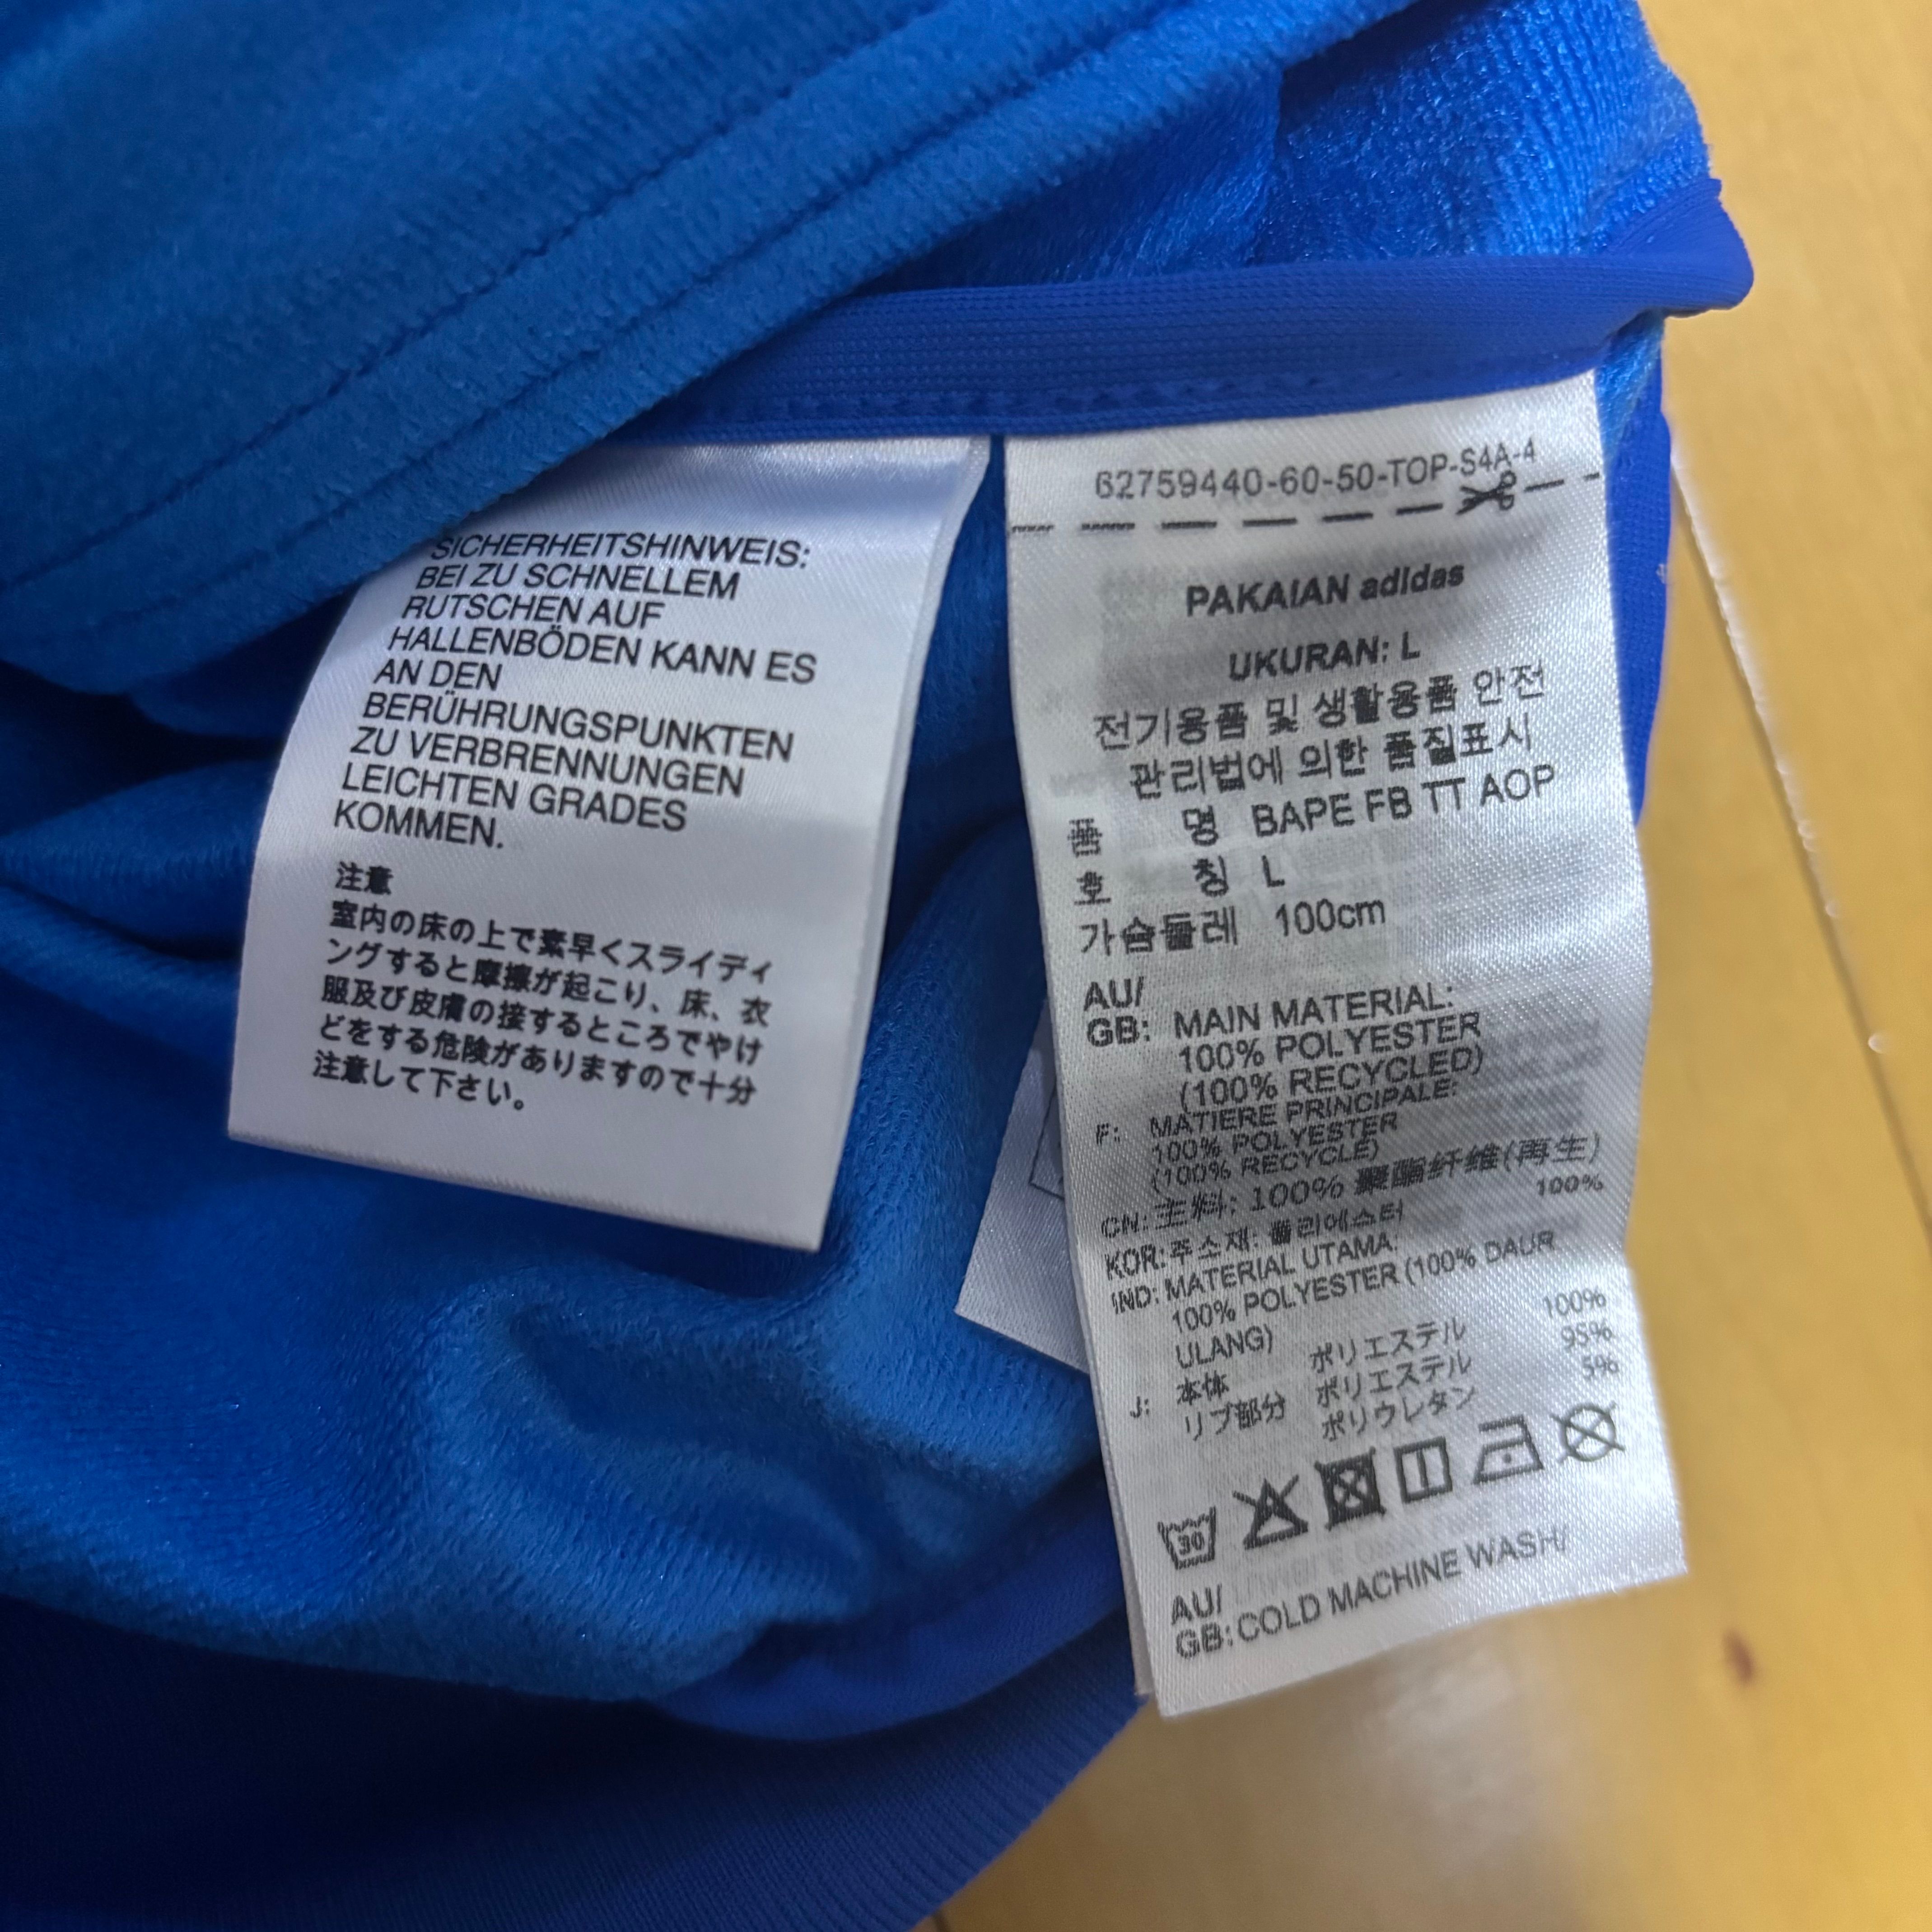 SICHERHEITSHINWEIS:
BEI ZU SCHNELLEM
RUTSCHEN AUF
HALLENBÖDEN KANN ES
AN DEN
BERÜHRUNGSPUNKTEN
ZU VERBRENNUNGEN
LEICHTEN GRADES
KOMMEN.
注意
室内の床の上で素早くスライディ
ングすると摩擦が起こり、床、衣
服及び皮膚の接するところでやけ
どをする危険がありますので十分
注意して下さい。
62759440-60-50-TOP-S4A-4
PAKAIAN adidas
UKURAN: L
전기용품 및 생활용품 안전
관리법에 의한 품질표시
품 명 BAPE FB TT AOP
호 칭 L
가슴둘레 100cm
AU/
GB: MAIN MATERIAL:
100% POLYESTER
(100% RECYCLED)
F: MATIERE PRINCIPALE:
100% POLYESTER
(100% RECYCLE)
CN: 主料: 100% 聚酯纤维(再生)
100%
KOR: 주소재: 폴리에스터
IND: MATERIAL UTAMA:
100% POLYESTER (100% DAUR
ULANG)
J: 本体 ポリエステル 100%
リブ部分 ポリエステル 95%
ポリウレタン 5%
30
AU/
GB: COLD MACHINE WASH/